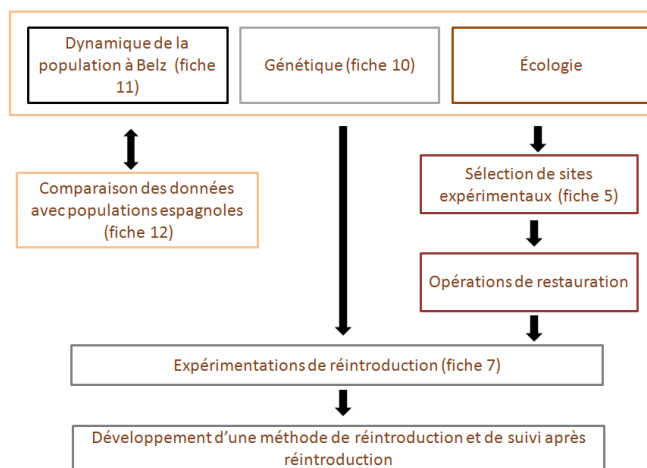 Dynamique de la
population à Belz (fiche
11)
Génétique (fiche 10)
Écologie
Comparaison des données
avec populations espagnoles
(fiche 12)
Sélection de sites
expérimentaux (fiche 5)
Opérations de restauration
Expérimentations de réintroduction (fiche 7)
Développement d’une méthode de réintroduction et de suivi après
réintroduction